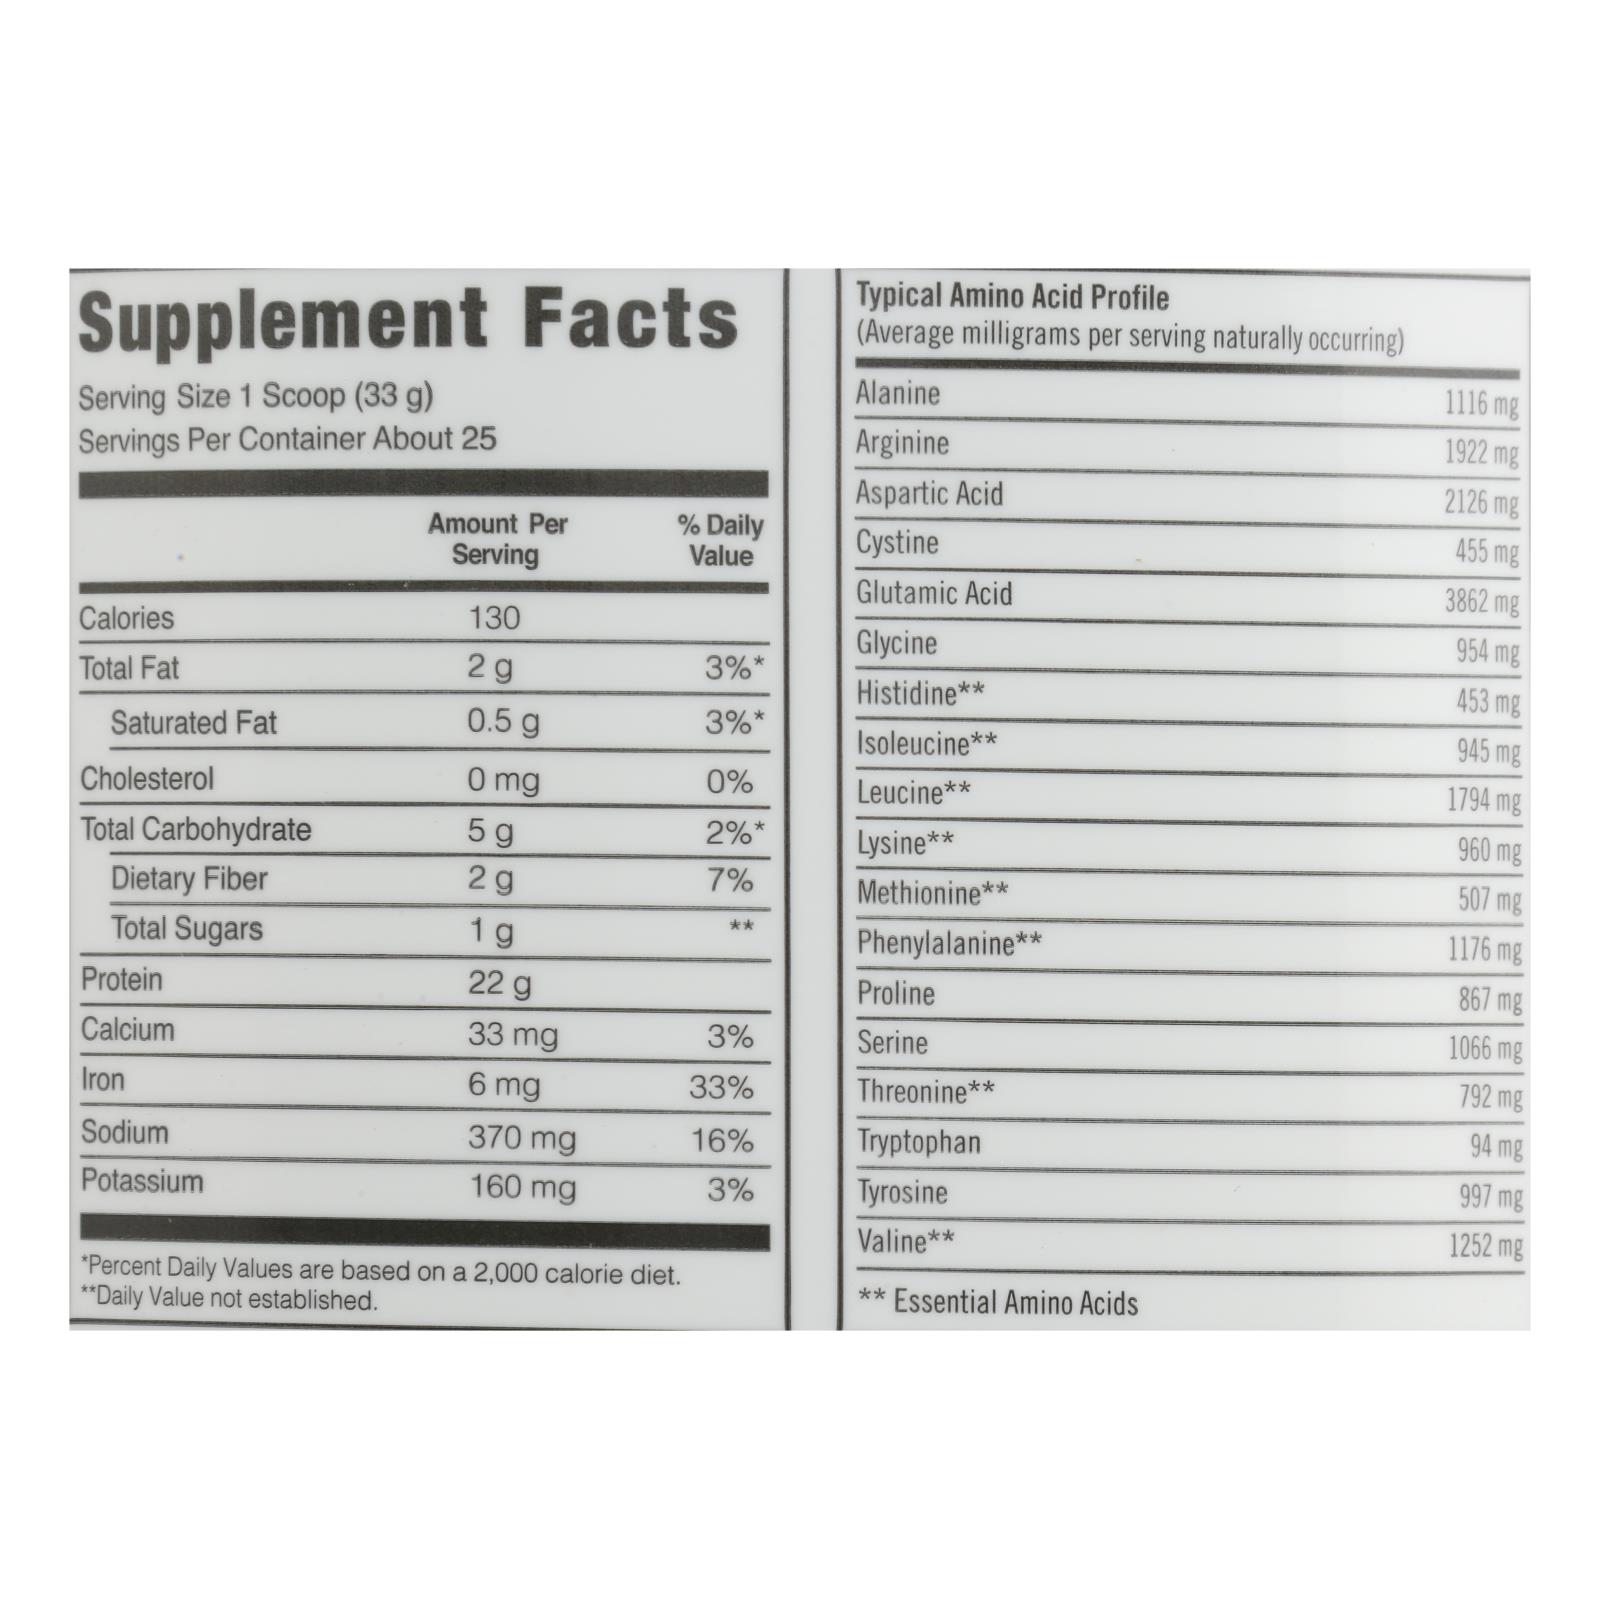 Supplement Facts
Serving Size 1 Scoop (33 g)
Servings Per Container About 25
Amount Per Serving
% Daily Value
Calories 130
Total Fat 2 g 3%*
Saturated Fat 0.5 g 3%*
Cholesterol 0 mg 0%
Total Carbohydrate 5 g 2%*
Dietary Fiber 2 g 7%
Total Sugars 1 g **
Protein 22 g
Calcium 33 mg 3%
Iron 6 mg 33%
Sodium 370 mg 16%
Potassium 160 mg 3%
*Percent Daily Values are based on a 2,000 calorie diet.
**Daily Value not established.
Typical Amino Acid Profile
(Average milligrams per serving naturally occurring)
Alanine 1116 mg
Arginine 1922 mg
Aspartic Acid 2126 mg
Cystine 455 mg
Glutamic Acid 3862 mg
Glycine 954 mg
Histidine** 453 mg
Isoleucine** 945 mg
Leucine** 1794 mg
Lysine** 960 mg
Methionine** 507 mg
Phenylalanine** 1176 mg
Proline 867 mg
Serine 1066 mg
Threonine** 792 mg
Tryptophan 94 mg
Tyrosine 997 mg
Valine** 1252 mg
** Essential Amino Acids